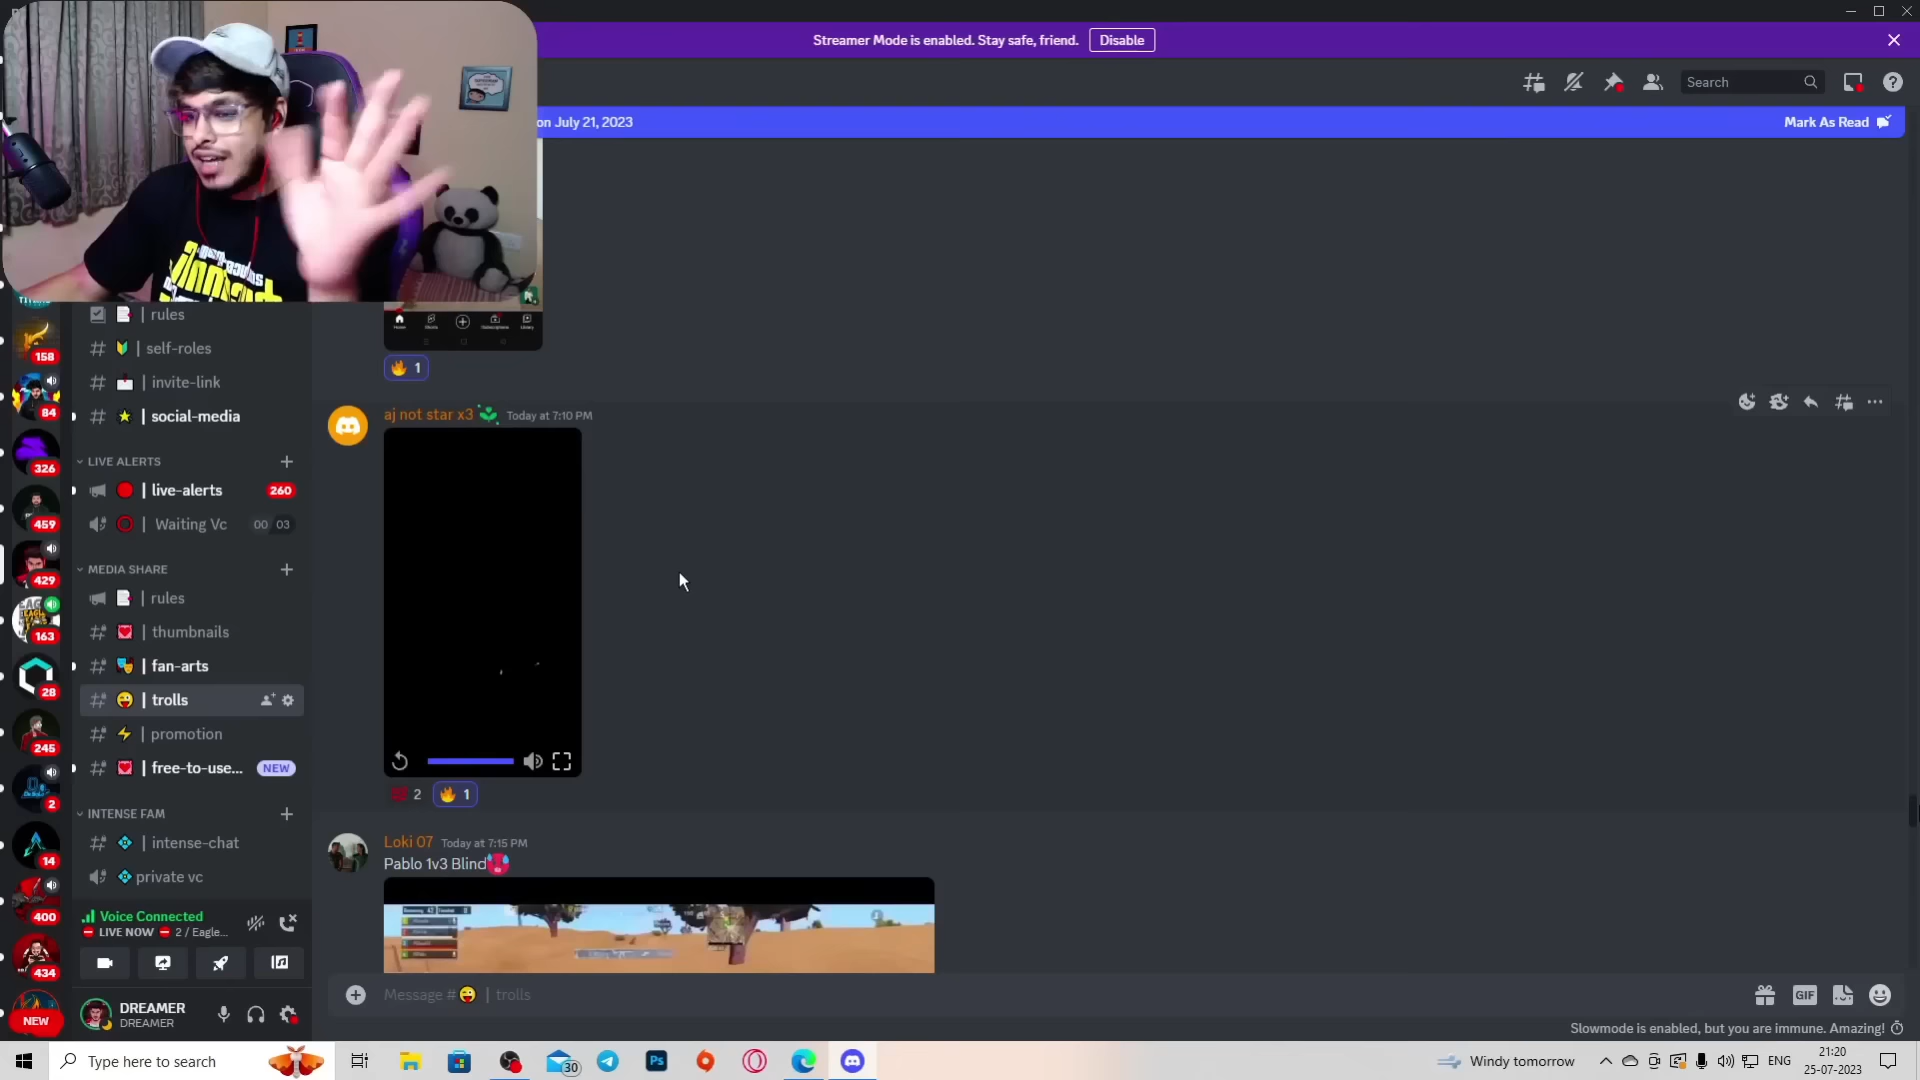 Streamer Mode is enabled. Stay safe, friend.
Disable
Search
on July 21, 2023
Mark As Read
158
84
326
459
429
163
28
245
2
14
400
434
NEW
| rules
| self-roles
| invite-link
| social-media
LIVE ALERTS
| live-alerts 260
| Waiting Vc 00 03
MEDIA SHARE
| rules
| thumbnails
| fan-arts
| trolls
| promotion
| free-to-use... NEW
INTENSE FAM
| intense-chat
private vc
Voice Connected
LIVE NOW 2 / Eagle...
DREAMER
DREAMER
Home
Shorts
Subscriptions
Library
1
aj not star x3 Today at 7:10 PM
2
1
Loki 07 Today at 7:15 PM
Pablo 1v3 Blind
Message # | trolls
GIF
Slowmode is enabled, but you are immune. Amazing!
Type here to search
30
Ps
Windy tomorrow
ENG
21:20
25-07-2023